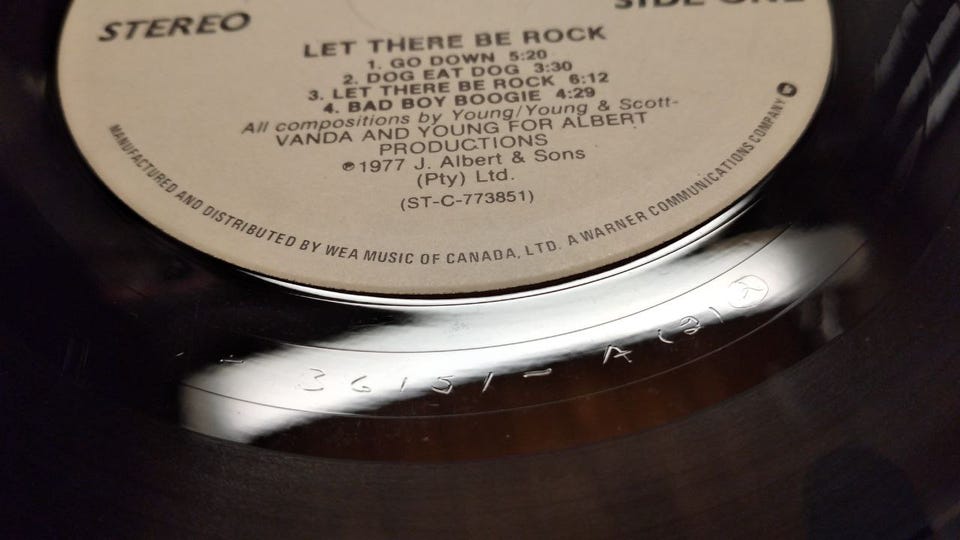 STEREO
SIDE ONE
LET THERE BE ROCK
1. GO DOWN 5:20
2. DOG EAT DOG 3:30
3. LET THERE BE ROCK 6:12
4. BAD BOY BOOGIE 4:29
All compositions by Young/Young & Scott-
VANDA AND YOUNG FOR ALBERT
PRODUCTIONS
℗1977 J. Albert & Sons
(Pty) Ltd.
(ST-C-773851)
MANUFACTURED AND DISTRIBUTED BY WEA MUSIC OF CANADA, LTD. A WARNER COMMUNICATIONS COMPANY
- 36151 - A (2) 2